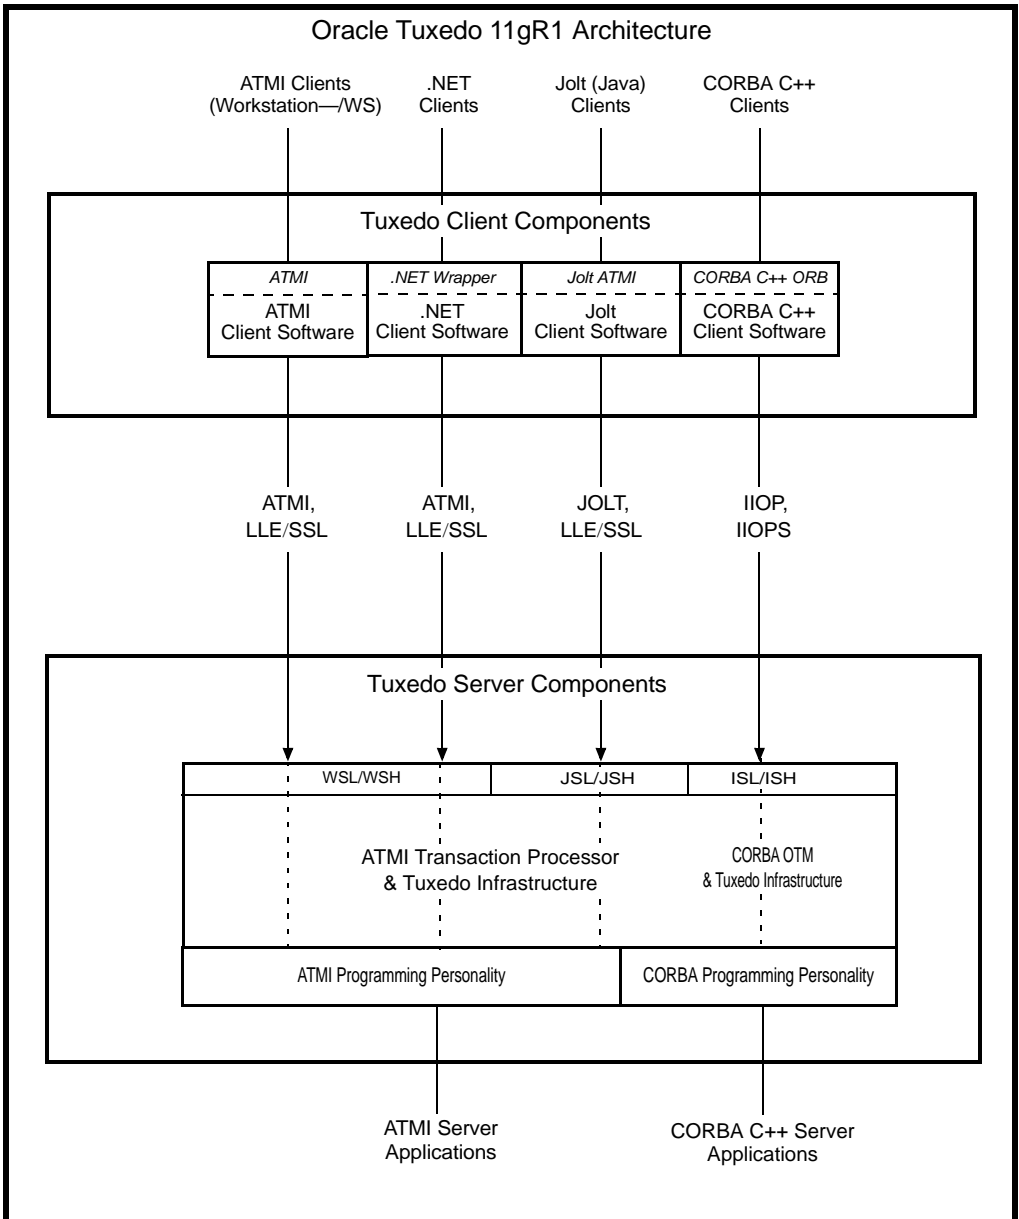 Oracle Tuxedo 11gR1 Architecture
ATMI Clients
(Workstation—/WS)
.NET
Clients
Jolt (Java)
Clients
CORBA C++
Clients
Tuxedo Client Components
ATMI
.NET Wrapper
Jolt ATMI
CORBA C++ ORB
ATMI
Client Software
.NET
Client Software
Jolt
Client Software
CORBA C++
Client Software
ATMI,
LLE/SSL
ATMI,
LLE/SSL
JOLT,
LLE/SSL
IIOP,
IIOPS
Tuxedo Server Components
WSL/WSH
JSL/JSH
ISL/ISH
ATMI Transaction Processor
& Tuxedo Infrastructure
CORBA OTM
& Tuxedo Infrastructure
ATMI Programming Personality
CORBA Programming Personality
ATMI Server
Applications
CORBA C++ Server
Applications